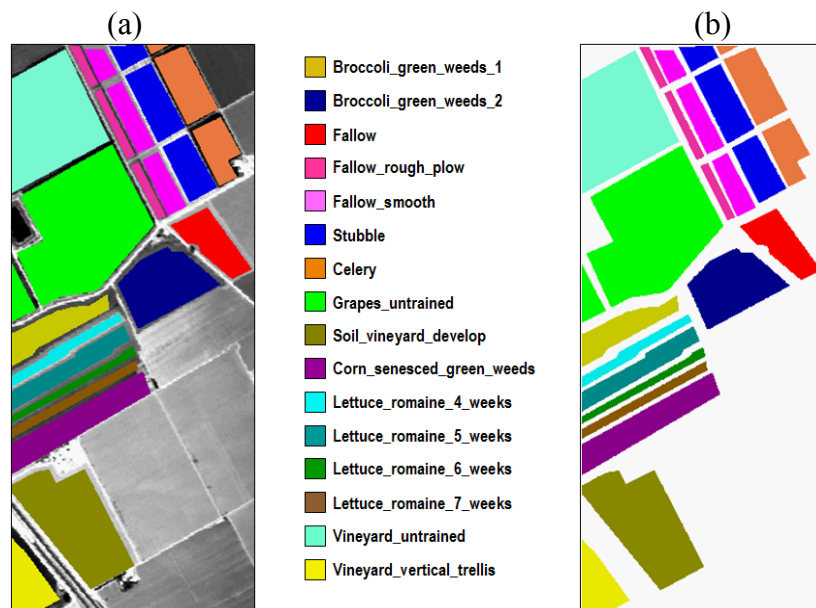 (a)
(b)
Broccoli_green_weeds_1
Broccoli_green_weeds_2
Fallow
Fallow_rough_plow
Fallow_smooth
Stubble
Celery
Grapes_untrained
Soil_vineyard_develop
Corn_senesced_green_weeds
Lettuce_romaine_4_weeks
Lettuce_romaine_5_weeks
Lettuce_romaine_6_weeks
Lettuce_romaine_7_weeks
Vineyard_untrained
Vineyard_vertical_trellis